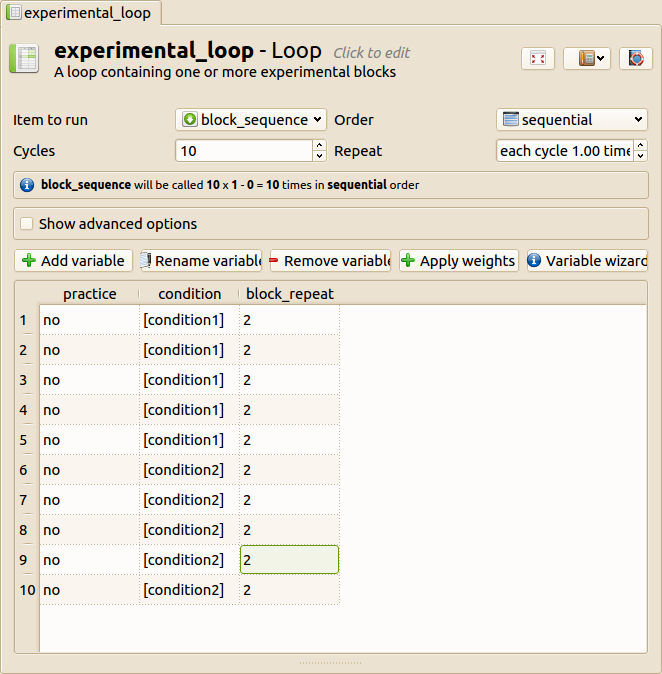 experimental_loop
experimental_loop - Loop Click to edit
A loop containing one or more experimental blocks
Item to run block_sequence Order sequential
Cycles 10 Repeat each cycle 1.00 time
block_sequence will be called 10 x 1 - 0 = 10 times in sequential order
Show advanced options
Add variable Rename variable Remove variable Apply weights Variable wizard
practice condition block_repeat
1 no [condition1] 2
2 no [condition1] 2
3 no [condition1] 2
4 no [condition1] 2
5 no [condition1] 2
6 no [condition2] 2
7 no [condition2] 2
8 no [condition2] 2
9 no [condition2] 2
10 no [condition2] 2